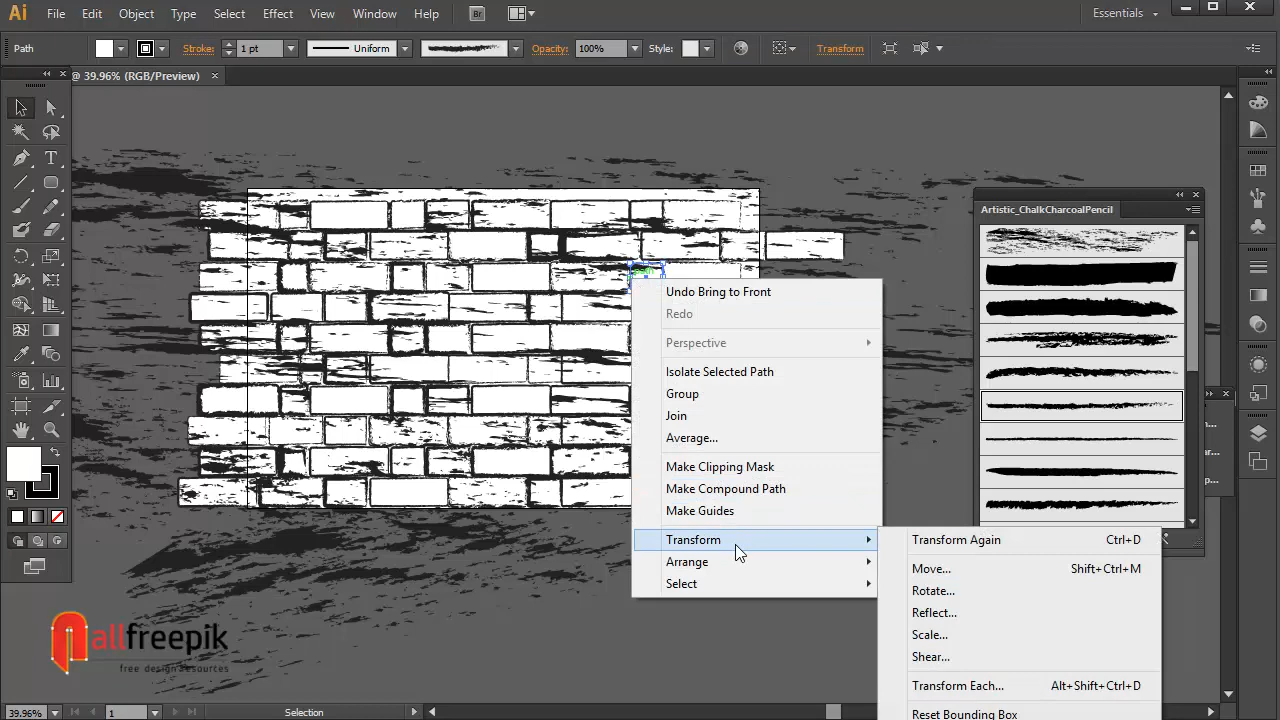 Ai File Edit Object Type Select Effect View Window Help Br Essentials
Path Stroke: 1 pt Uniform Opacity: 100% Style: Transform
@ 39.96% (RGB/Preview)
Artistic_ChalkCharcoalPencil
path
Undo Bring to Front
Redo
Perspective
Isolate Selected Path
Group
Join
Average...
Make Clipping Mask
Make Compound Path
Make Guides
Transform
Arrange
Select
Transform Again Ctrl+D
Move... Shift+Ctrl+M
Rotate...
Reflect...
Scale...
Shear...
Transform Each... Alt+Shift+Ctrl+D
Reset Bounding Box
allfreepik
free design resources
39.96% 1 Selection